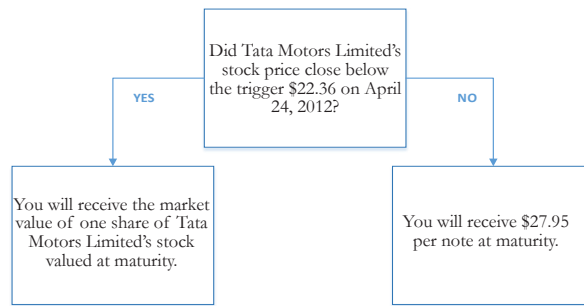 Did Tata Motors Limited's
stock price close below
the trigger $22.36 on April
24, 2012?
YES
NO
You will receive the market
value of one share of Tata
Motors Limited's stock
valued at maturity.
You will receive $27.95
per note at maturity.